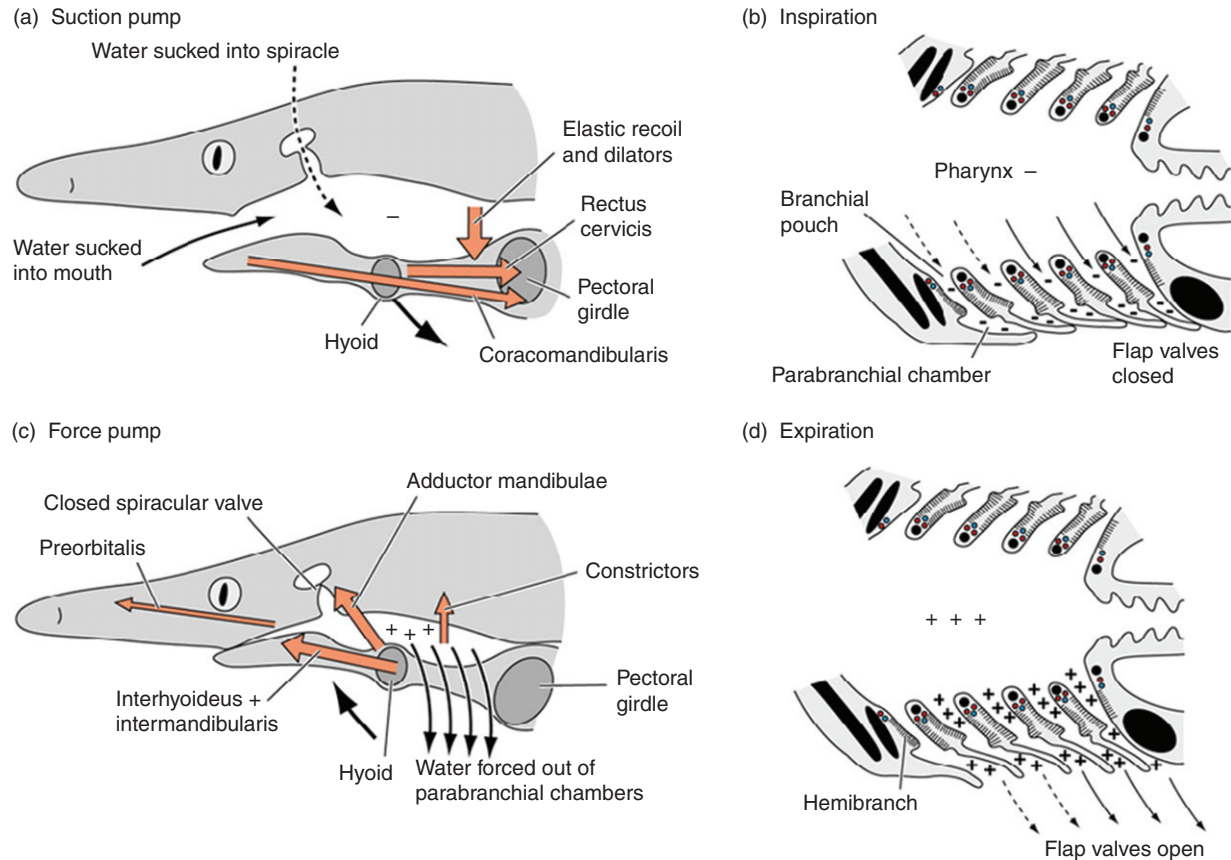 (a) Suction pump
Water sucked into spiracle
Elastic recoil
and dilators
Rectus
cervicis
–
Water sucked
into mouth
Pectoral
girdle
Hyoid
Coracomandibularis
(b) Inspiration
Pharynx –
Branchial
pouch
Parabranchial chamber
Flap valves
closed
(c) Force pump
Adductor mandibulae
Closed spiracular valve
Preorbitalis
Constrictors
+ + +
Interhyoideus +
intermandibularis
Pectoral
girdle
Hyoid
Water forced out of
parabranchial chambers
(d) Expiration
+ + +
Hemibranch
Flap valves open